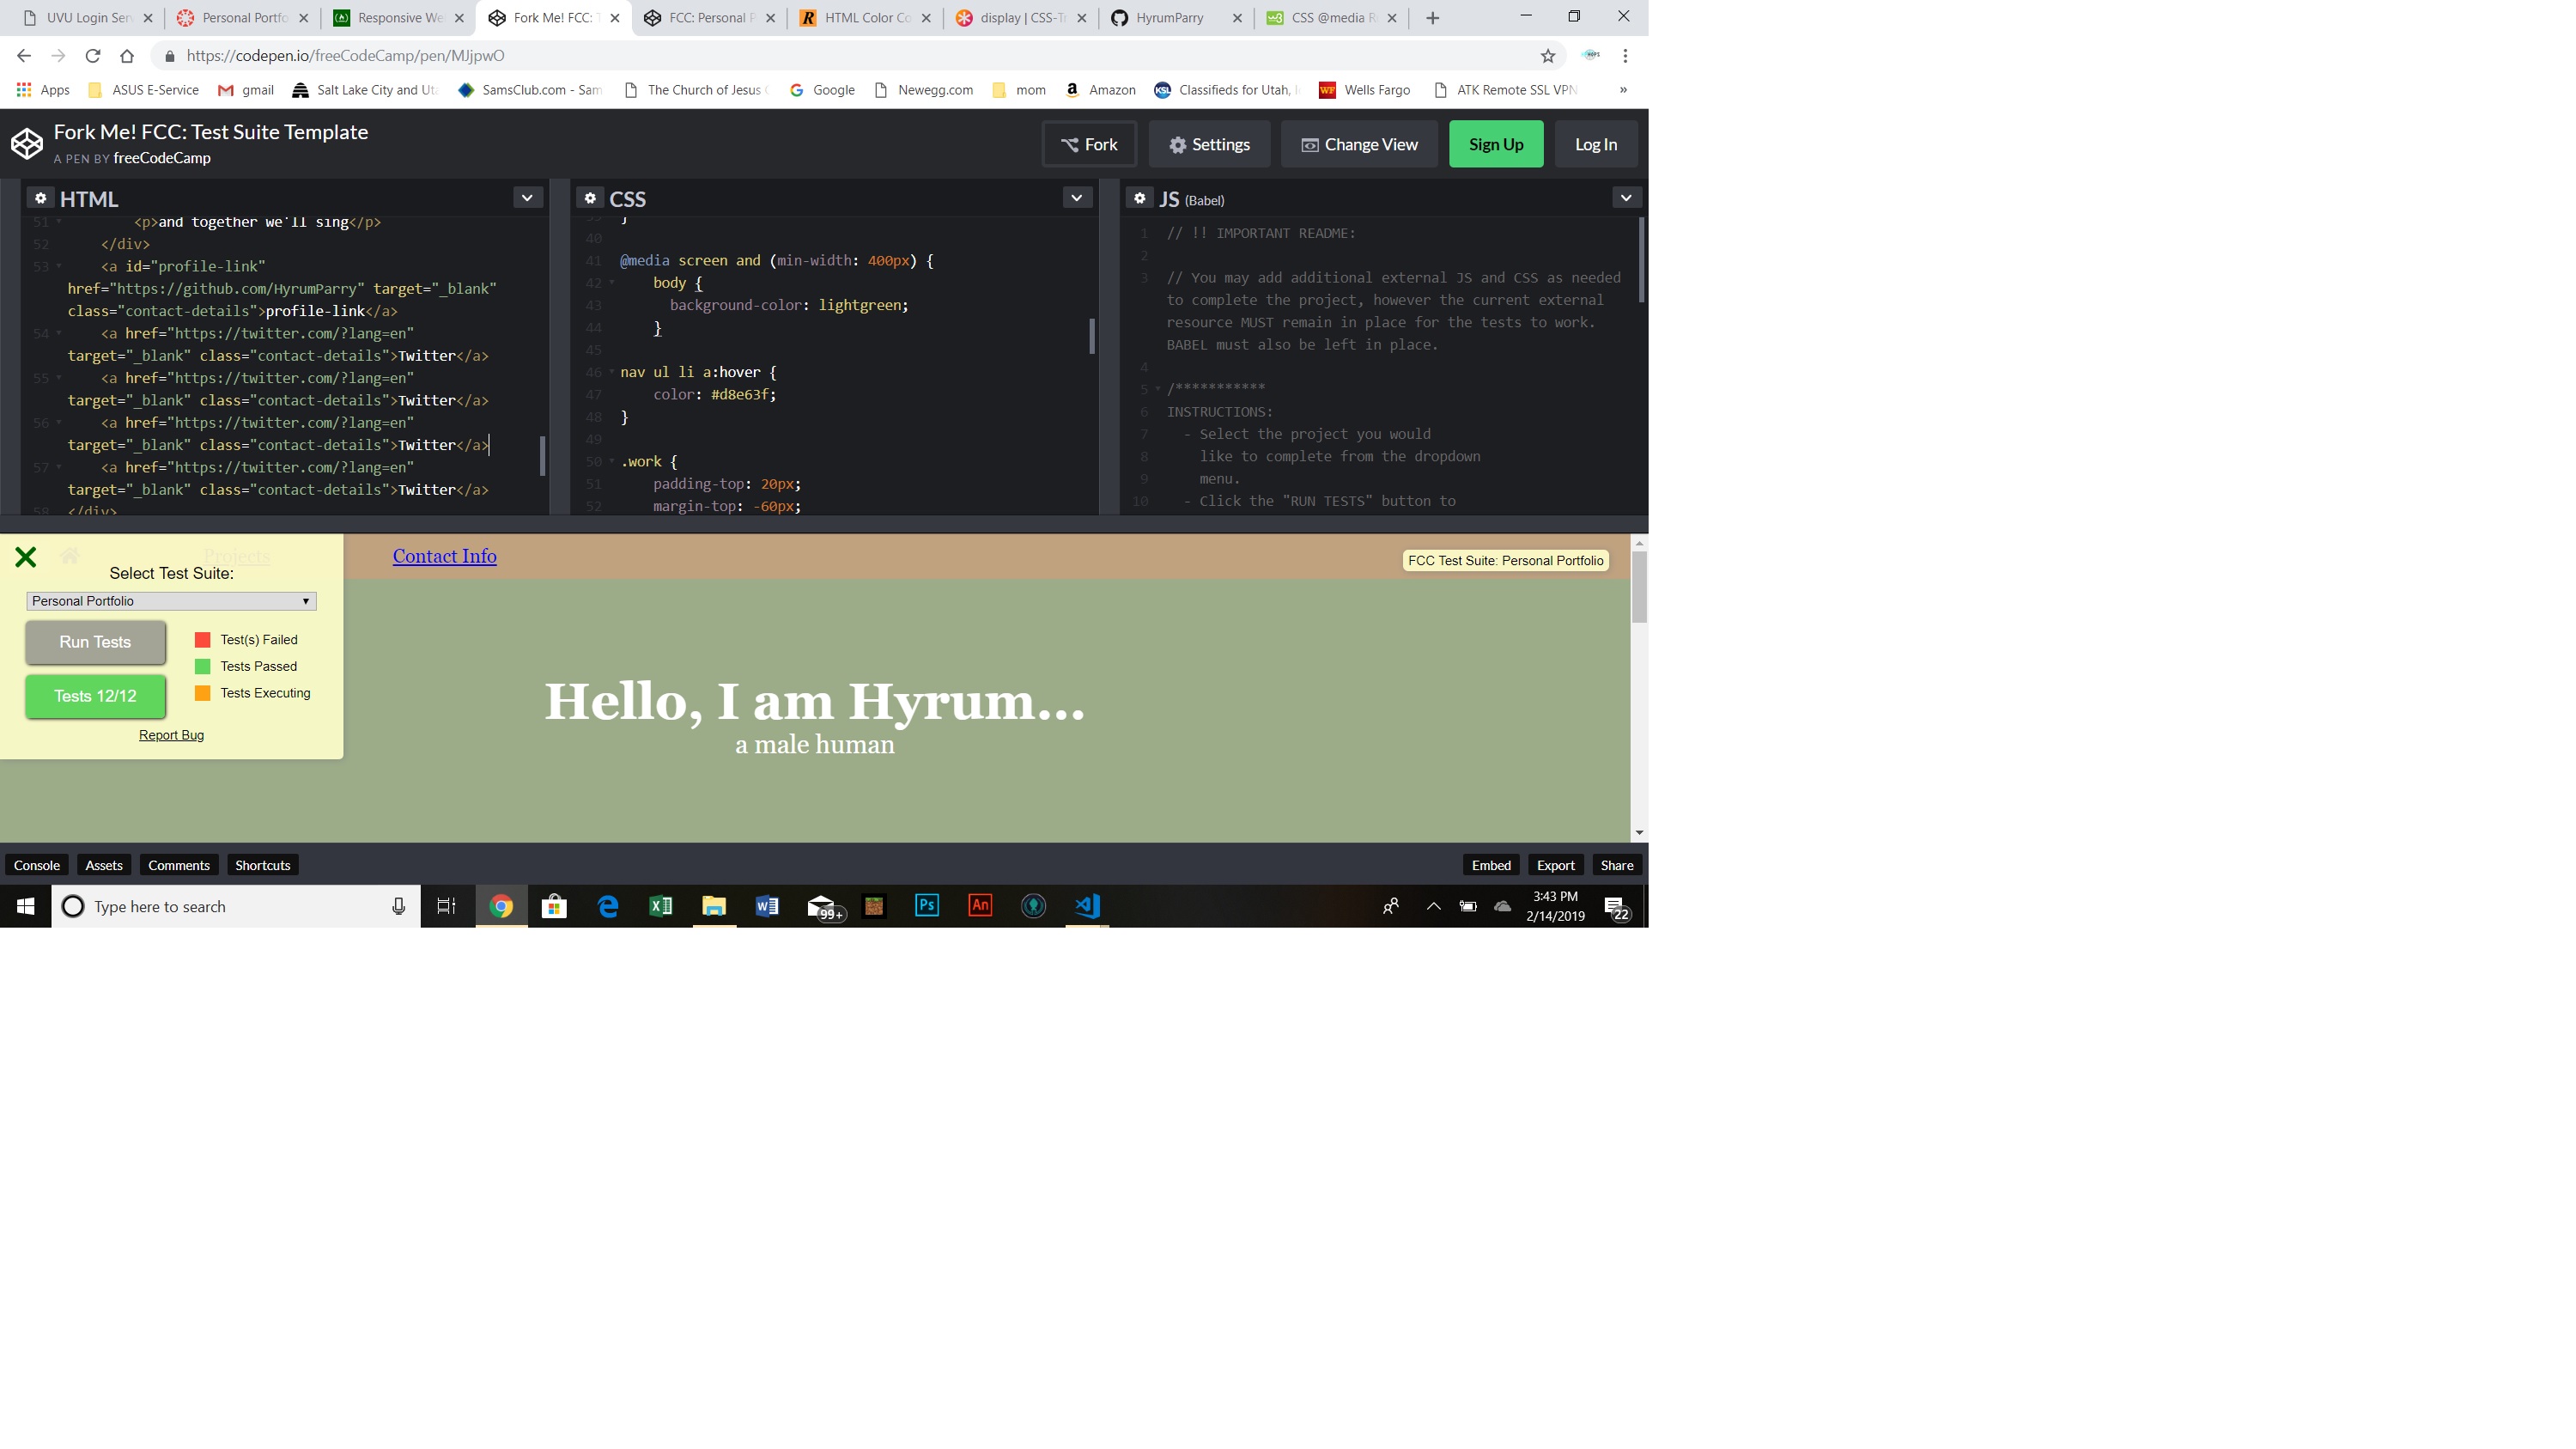 UVU Login Serv
Personal Portfo
Responsive We
Fork Me! FCC: T
FCC: Personal P
HTML Color Co
display | CSS-Tr
HyrumParry
CSS @media R
https://codepen.io/freeCodeCamp/pen/MJjpwO
Apps
ASUS E-Service
gmail
Salt Lake City and Uta
SamsClub.com - Sam
The Church of Jesus C
Google
Newegg.com
mom
Amazon
Classifieds for Utah, I
Wells Fargo
ATK Remote SSL VPN
»
Fork Me! FCC: Test Suite Template
A PEN BY freeCodeCamp
Fork
Settings
Change View
Sign Up
Log In
HTML
51 <p>and together we'll sing</p>
52 </div>
53 <a id="profile-link"
href="https://github.com/HyrumParry" target="_blank"
class="contact-details">profile-link</a>
54 <a href="https://twitter.com/?lang=en"
target="_blank" class="contact-details">Twitter</a>
55 <a href="https://twitter.com/?lang=en"
target="_blank" class="contact-details">Twitter</a>
56 <a href="https://twitter.com/?lang=en"
target="_blank" class="contact-details">Twitter</a>
57 <a href="https://twitter.com/?lang=en"
target="_blank" class="contact-details">Twitter</a>
58 </div>
CSS
39 }
40
41 @media screen and (min-width: 400px) {
42 body {
43 background-color: lightgreen;
44 }
45
46 nav ul li a:hover {
47 color: #d8e63f;
48 }
49
50 .work {
51 padding-top: 20px;
52 margin-top: -60px;
JS (Babel)
1 // !! IMPORTANT README:
2
3 // You may add additional external JS and CSS as needed
to complete the project, however the current external
resource MUST remain in place for the tests to work.
BABEL must also be left in place.
4
5 /***********
6 INSTRUCTIONS:
7 - Select the project you would
8 like to complete from the dropdown
9 menu.
10 - Click the "RUN TESTS" button to
Projects
Contact Info
FCC Test Suite: Personal Portfolio
Select Test Suite:
Personal Portfolio
Run Tests
Tests 12/12
Test(s) Failed
Tests Passed
Tests Executing
Report Bug
Hello, I am Hyrum...
a male human
Console
Assets
Comments
Shortcuts
Embed
Export
Share
Type here to search
99+
Ps
An
3:43 PM
2/14/2019
22